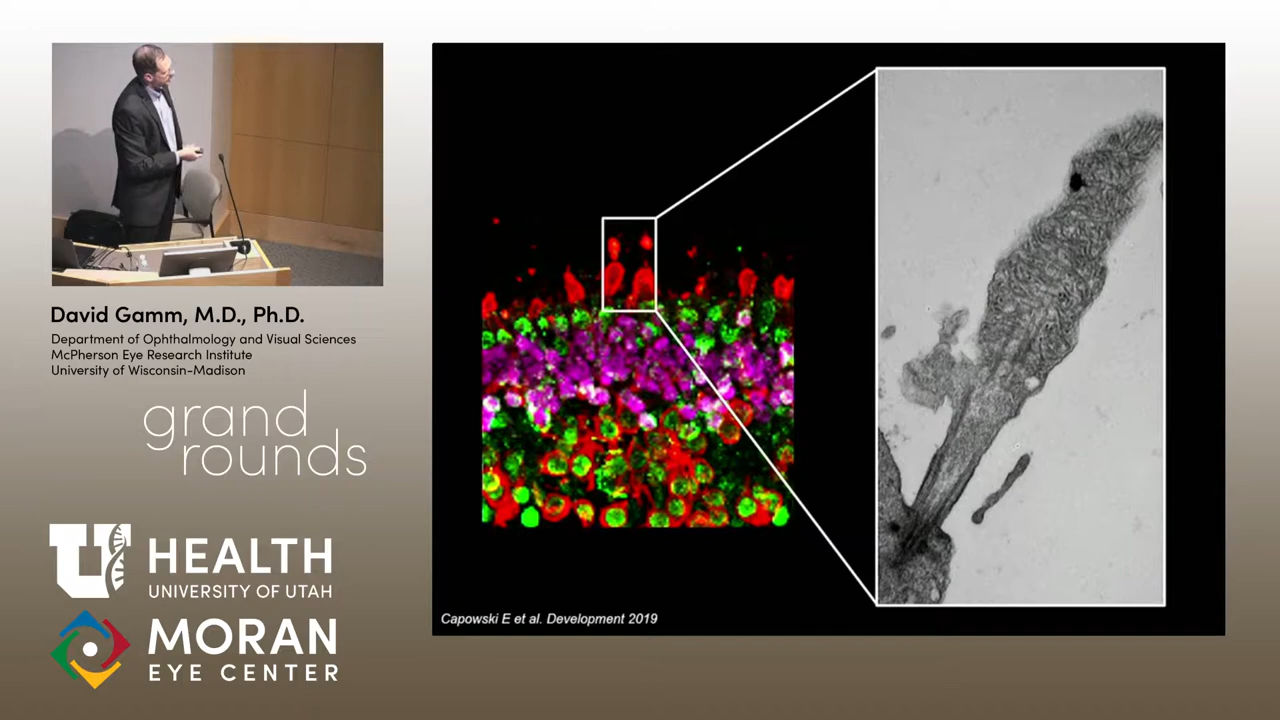 David Gamm, M.D., Ph.D.
Department of Ophthalmology and Visual Sciences
McPherson Eye Research Institute
University of Wisconsin-Madison
grand
rounds
U HEALTH
UNIVERSITY OF UTAH
MORAN
EYE CENTER
Capowski E et al. Development 2019